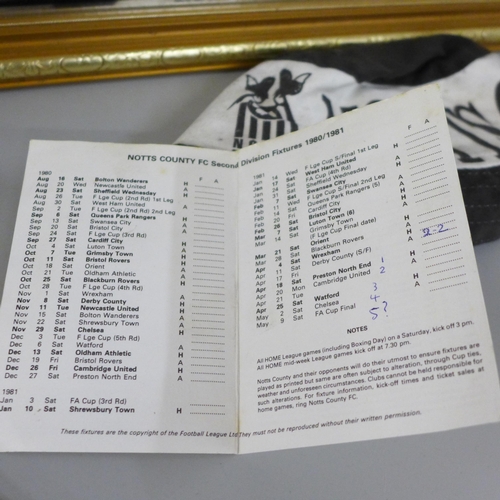 NOTTS COUNTY FC Second Division Fixtures 1980/1981
1980 F A
Aug 16 Sat Bolton Wanderers H
Aug 20 Wed Newcastle United A
Aug 23 Sat Sheffield Wednesday H
Aug 26 Tue F Lge Cup (2nd Rd) 1st Leg
Aug 30 Sat West Ham United A
Sep 2 Tue F Lge Cup (2nd Rd) 2nd Leg
Sep 6 Sat Queens Park Rangers H
Sep 13 Sat Swansea City A
Sep 20 Sat Bristol City A
Sep 24 Sat F Lge Cup (3rd Rd)
Sep 27 Sat Cardiff City H
Oct 4 Sat Luton Town A
Oct 7 Tue Grimsby Town H
Oct 11 Sat Bristol Rovers H
Oct 18 Sat Orient A
Oct 21 Tue Oldham Athletic A
Oct 25 Sat Blackburn Rovers H
Oct 28 Tue F Lge Cup (4th Rd)
Nov 1 Sat Wrexham A
Nov 8 Sat Derby County H
Nov 11 Tue Newcastle United H
Nov 15 Sat Bolton Wanderers A
Nov 22 Sat Shrewsbury Town A
Nov 29 Sat Chelsea H
Dec 3 Tue F Lge Cup (5th Rd)
Dec 6 Sat Watford A
Dec 13 Sat Oldham Athletic H
Dec 19 Fri Bristol Rovers A
Dec 26 Fri Cambridge United H
Dec 27 Sat Preston North End A
1981
Jan 3 Sat FA Cup (3rd Rd)
Jan 10 Sat Shrewsbury Town H
1981 F A
14 Wed F Lge Cup S/Final 1st Leg
Jan 17 Sat West Ham United H
Jan 24 Sat FA Cup (4th Rd)
Sat Sheffield Wednesday A
Feb 7 Sat Swansea City H
F Lge Cup S/Final 2nd Leg
Queens Park Rangers (5) A
Feb 20 Fri Cardiff City A
Feb Sat Bristol City H
Feb 28 Sat Luton Town (6) H
Mar 7 Sat Grimsby Town A
Mar 14 (F Lge Cup Final date)
Orient H
Mar 21 Sat Blackburn Rovers A 2-2
Wrexham H
Apr 4 Sat Derby County (S/F) A
Apr Preston North End 1 H
Apr 18 Sat Cambridge United 2 A
Apr 20 Mon
Apr 25 Sat Watford 3 H
May 2 Sat Chelsea 4 A
May 9 Sat FA Cup Final 5?
NOTES
All HOME League games (including Boxing Day) on a Saturday, kick off 3 pm.
All HOME mid-week League games kick off at 7.30 pm.
Notts County and their opponents will do their utmost to ensure fixtures are
played as printed but same are often subject to alteration, through Cup ties,
weather and unforeseen circumstances. Clubs cannot be held responsible for
such alterations. For fixture information, kick-off times and ticket sales at
home games, ring Notts County FC.
These fixtures are the copyright of the Football League Ltd They must not be reproduced without their written permission.